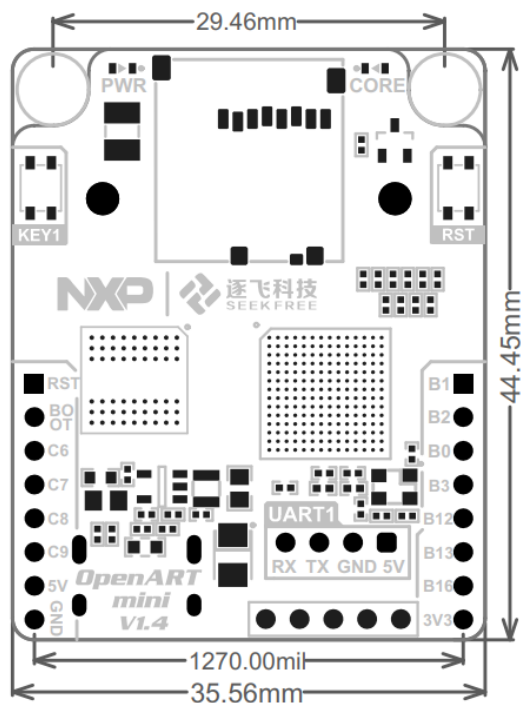 29.46mm
PWR
CORE
KEY1
RST
NXP
逐飞科技
SEEKFREE
44.45mm
RST
B1
BO
OT
B2
C6
B0
C7
B3
UART1
C8
B12
C9
RX TX GND 5V
B13
OpenART
mini
V1.4
5V
B16
GND
3V3
1270.00mil
35.56mm